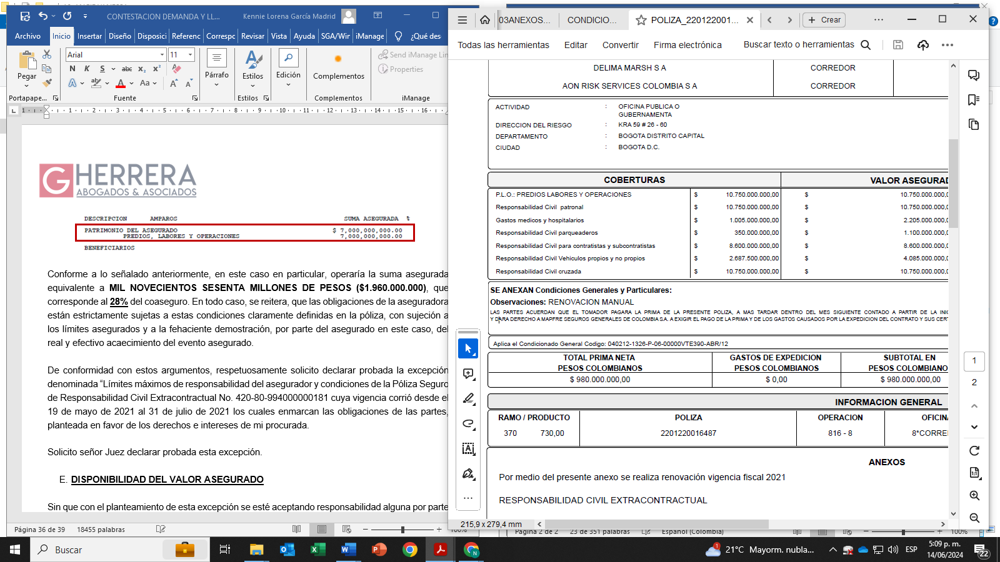 CONTESTACION DEMANDA Y LL...
Kennie Lorena García Madrid
Archivo
Inicio
Insertar
Diseño
Disposici
Referenc
Correspc
Revisar
Vista
Ayuda
SGA/Wir
iManage
¿Qué des
Pegar
Portapape...
Arial
11
N K S abc x₂ x²
Aa
Fuente
Párrafo
Estilos
Estilos
Edición
Complementos
Complementos
Send iManage Lin
Properties
iManage
1 1 2 3 4 5 6 7 8 9 10 11 12 13 14 15 16
G HERRERA
ABOGADOS & ASOCIADOS
DESCRIPCION AMPAROS SUMA ASEGURADA %
PATRIMONIO DEL ASEGURADO $ 7,000,000,000.00
PREDIOS, LABORES Y OPERACIONES 7,000,000,000.00
BENEFICIARIOS
Conforme a lo señalado anteriormente, en este caso en particular, operaría la suma asegurada
equivalente a MIL NOVECIENTOS SESENTA MILLONES DE PESOS ($1.960.000.000), que
corresponde al 28% del coaseguro. En todo caso, se reitera, que las obligaciones de la aseguradora
están estrictamente sujetas a estas condiciones claramente definidas en la póliza, con sujeción a
los límites asegurados y a la fehaciente demostración, por parte del asegurado en este caso, del
real y efectivo acaecimiento del evento asegurado.
De conformidad con estos argumentos, respetuosamente solicito declarar probada la excepción
denominada “Límites máximos de responsabilidad del asegurador y condiciones de la Póliza Seguro
de Responsabilidad Civil Extracontractual No. 420-80-994000000181 cuya vigencia corrió desde el
19 de mayo de 2021 al 31 de julio de 2021 los cuales enmarcan las obligaciones de las partes,
planteada en favor de los derechos e intereses de mi procurada.
Solicito señor Juez declarar probada esta excepción.
E. DISPONIBILIDAD DEL VALOR ASEGURADO
Sin que con el planteamiento de esta excepción se esté aceptando responsabilidad alguna por parte
Página 36 de 39
18455 palabras
100%
03ANEXOS...
CONDICIO...
POLIZA_220122001...
Crear
Todas las herramientas
Editar
Convertir
Firma electrónica
Buscar texto o herramientas
DELIMA MARSH S A CORREDOR
AON RISK SERVICES COLOMBIA S A CORREDOR
ACTIVIDAD : OFICINA PUBLICA O
GUBERNAMENTA
DIRECCION DEL RIESGO : KRA 59 # 26 - 60
DEPARTAMENTO : BOGOTA DISTRITO CAPITAL
CIUDAD : BOGOTA D.C.
COBERTURAS VALOR ASEGURAD
P.L.O.: PREDIOS LABORES Y OPERACIONES $ 10.750.000.000,00 $ 10.750.000.000,0
Responsabilidad Civil patronal $ 10.750.000.000,00 $ 10.750.000.000,0
Gastos medicos y hospitalarios $ 1.005.000.000,00 $ 2.205.000.000,0
Responsabilidad Civil parqueaderos $ 350.000.000,00 $ 1.100.000.000,0
Responsabilidad Civil para contratistas y subcontratistas $ 8.600.000.000,00 $ 8.600.000.000,0
Responsabilidad Civil Vehiculos propios y no propios $ 2.687.500.000,00 $ 4.085.000.000,0
Responsabilidad Civil cruzada $ 10.750.000.000,00 $ 10.750.000.000,0
SE ANEXAN Condiciones Generales y Particulares:
Observaciones: RENOVACION MANUAL
LAS PARTES ACUERDAN QUE EL TOMADOR PAGARA LA PRIMA DE LA PRESENTE POLIZA, A MAS TARDAR DENTRO DEL MES SIGUIENTE CONTADO A PARTIR DE LA INIC
Y DARA DERECHO A MAPFRE SEGUROS GENERALES DE COLOMBIA S.A. A EXIGIR EL PAGO DE LA PRIMA Y DE LOS GASTOS CAUSADOS POR LA EXPEDICION DEL CONTRATO Y SUS CERT
Aplica el Condicionado General Codigo: 040212-1326-P-06-00000VTE390-ABR/12
TOTAL PRIMA NETA GASTOS DE EXPEDICION SUBTOTAL EN
PESOS COLOMBIANOS PESOS COLOMBIANOS PESOS COLOMBIANO
$ 980.000.000,00 $ 0,00 $ 980.000.000,00
INFORMACION GENERAL
RAMO / PRODUCTO POLIZA OPERACION OFICINA
370 730,00 2201220016487 816 - 8 8*CORRE
ANEXOS
Por medio del presente anexo se realiza renovación vigencia fiscal 2021
RESPONSABILIDAD CIVIL EXTRACONTRACTUAL
215,9 x 279,4 mm
1
2
Página 2 de 2
23 de 351 palabras
Español (Colombia)
100%
Buscar
21°C Mayorm. nubla...
ESP
5:09 p. m.
14/06/2024
22